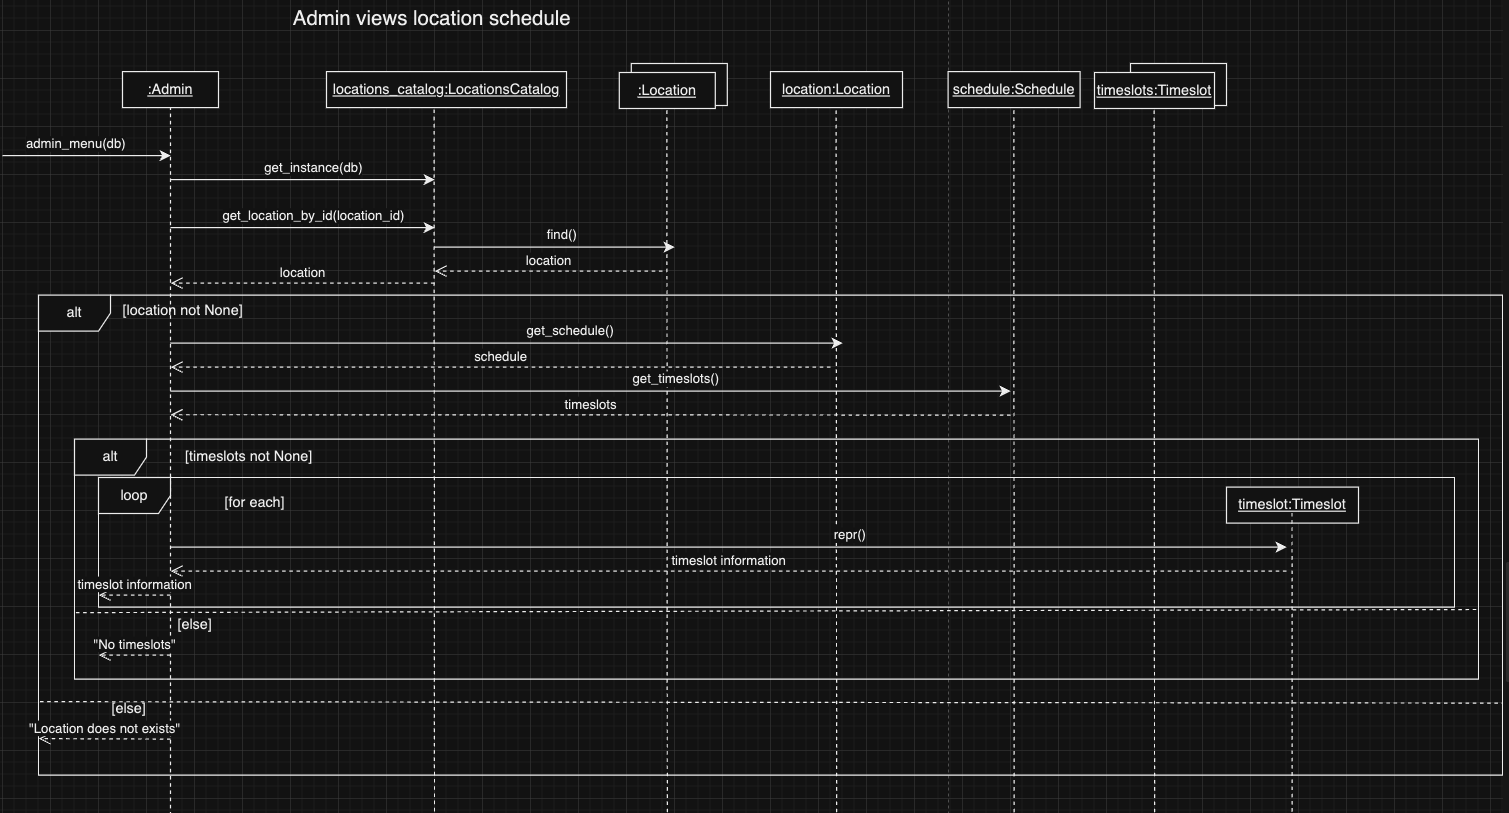 Admin views location schedule
:Admin
locations_catalog:LocationsCatalog
:Location
location:Location
schedule:Schedule
timeslots:Timeslot
admin_menu(db)
get_instance(db)
get_location_by_id(location_id)
find()
location
location
alt
[location not None]
get_schedule()
schedule
get_timeslots()
timeslots
alt
[timeslots not None]
loop
[for each]
timeslot:Timeslot
repr()
timeslot information
timeslot information
[else]
"No timeslots"
[else]
"Location does not exists"